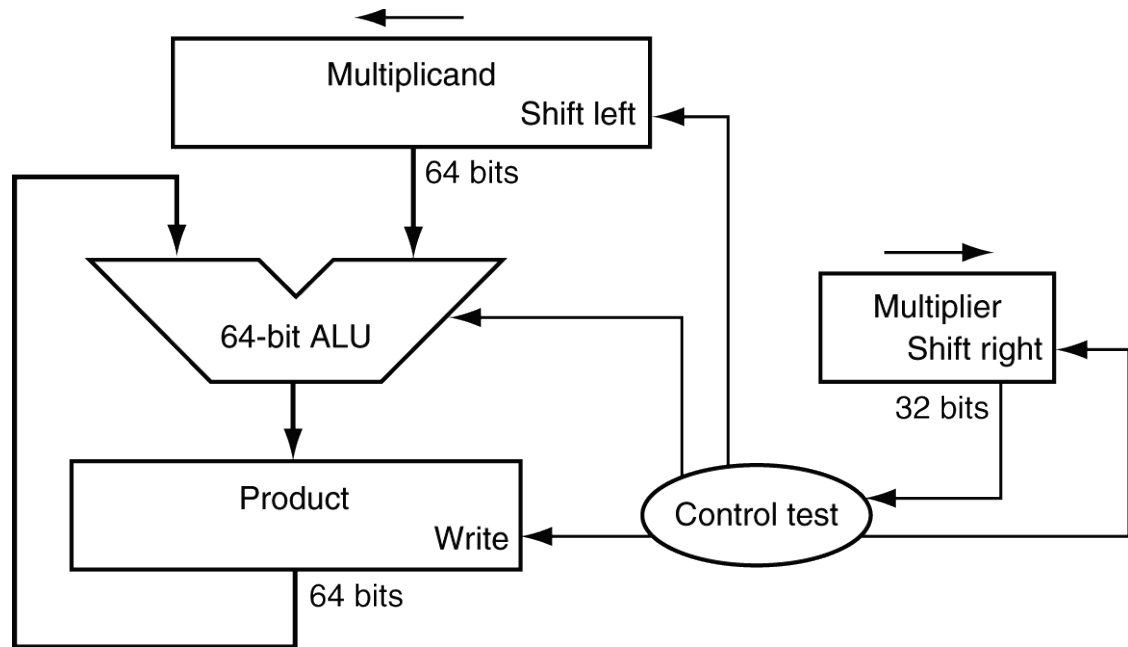 Multiplicand
Shift left
64 bits
64-bit ALU
Multiplier
Shift right
32 bits
Control test
Product
Write
64 bits